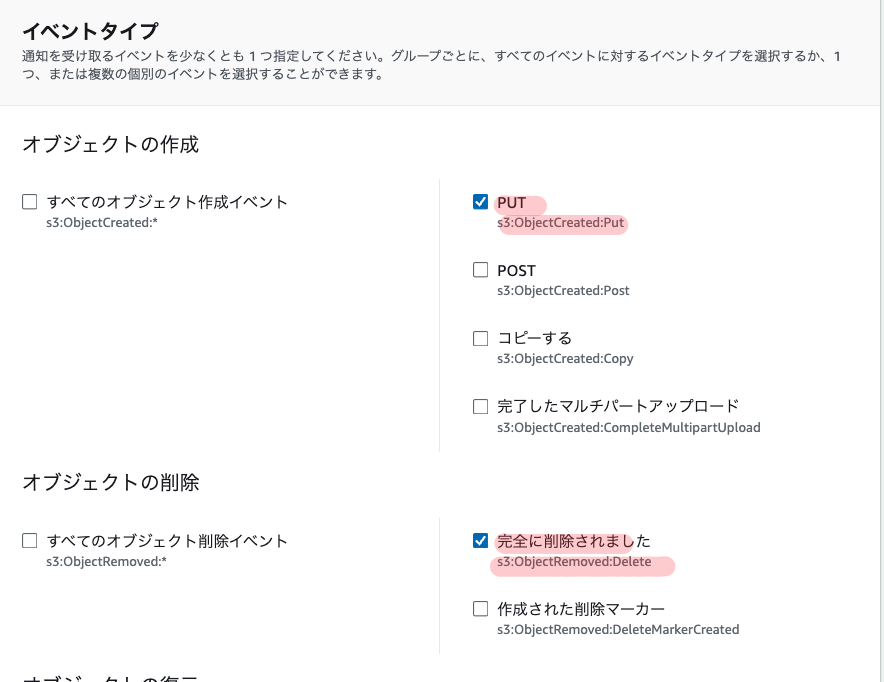 イベントタイプ
通知を受け取るイベントを少なくとも 1 つ指定してください。グループごとに、すべてのイベントに対するイベントタイプを選択するか、1
つ、または複数の個別のイベントを選択することができます。
オブジェクトの作成
すべてのオブジェクト作成イベント
s3:ObjectCreated:*
PUT
s3:ObjectCreated:Put
POST
s3:ObjectCreated:Post
コピーする
s3:ObjectCreated:Copy
完了したマルチパートアップロード
s3:ObjectCreated:CompleteMultipartUpload
オブジェクトの削除
すべてのオブジェクト削除イベント
s3:ObjectRemoved:*
完全に削除されました
s3:ObjectRemoved:Delete
作成された削除マーカー
s3:ObjectRemoved:DeleteMarkerCreated